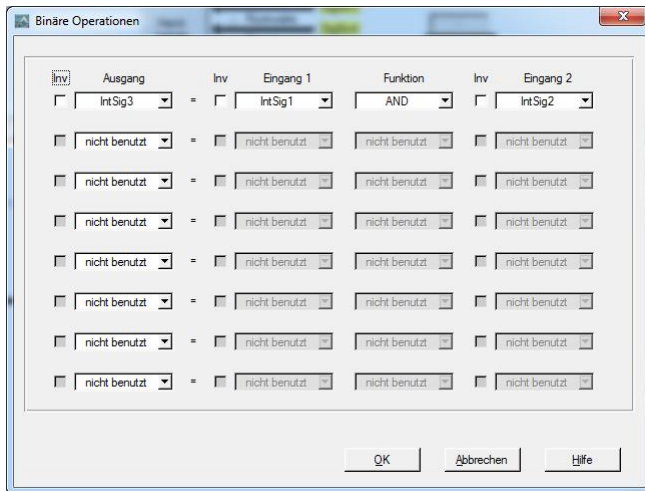 Binäre Operationen
Inv Ausgang Inv Eingang 1 Funktion Inv Eingang 2
IntSig3 = IntSig1 AND IntSig2
nicht benutzt = nicht benutzt nicht benutzt nicht benutzt
nicht benutzt = nicht benutzt nicht benutzt nicht benutzt
nicht benutzt = nicht benutzt nicht benutzt nicht benutzt
nicht benutzt = nicht benutzt nicht benutzt nicht benutzt
nicht benutzt = nicht benutzt nicht benutzt nicht benutzt
nicht benutzt = nicht benutzt nicht benutzt nicht benutzt
nicht benutzt = nicht benutzt nicht benutzt nicht benutzt
OK Abbrechen Hilfe